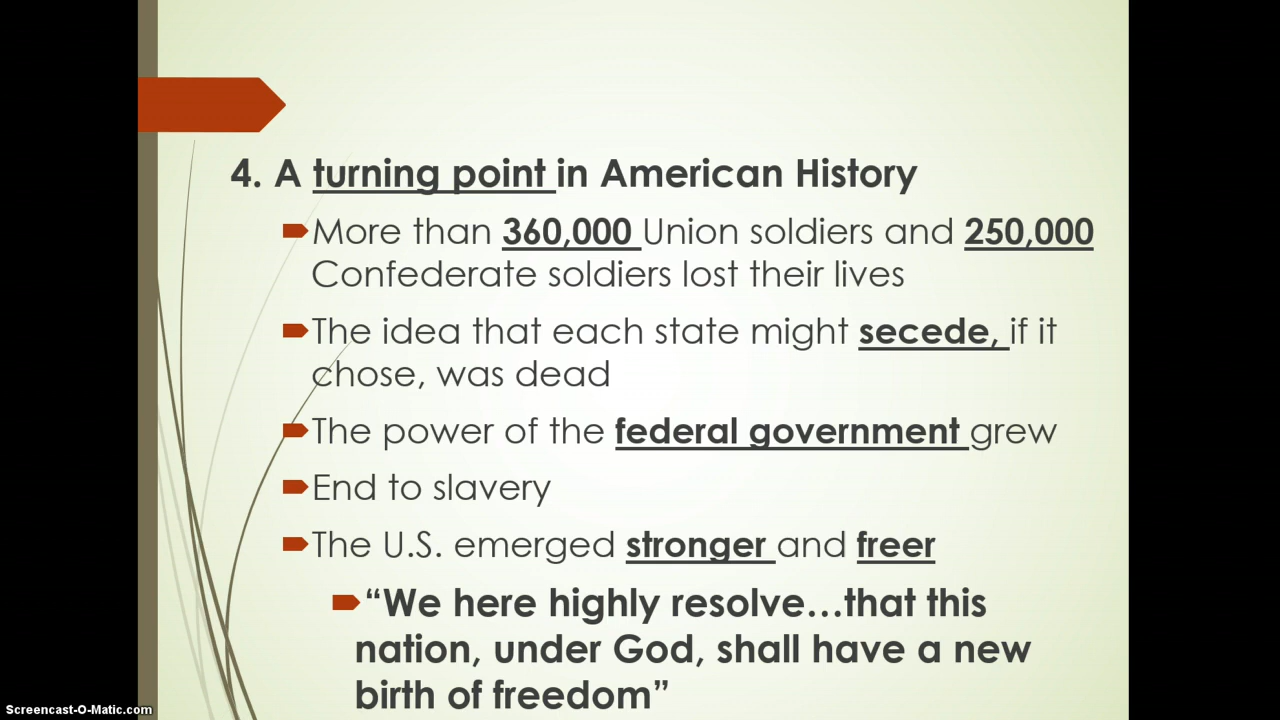 4. A turning point in American History
More than 360,000 Union soldiers and 250,000
Confederate soldiers lost their lives
The idea that each state might secede, if it
chose, was dead
The power of the federal government grew
End to slavery
The U.S. emerged stronger and freer
“We here highly resolve…that this
nation, under God, shall have a new
birth of freedom”
Screencast-O-Matic.com